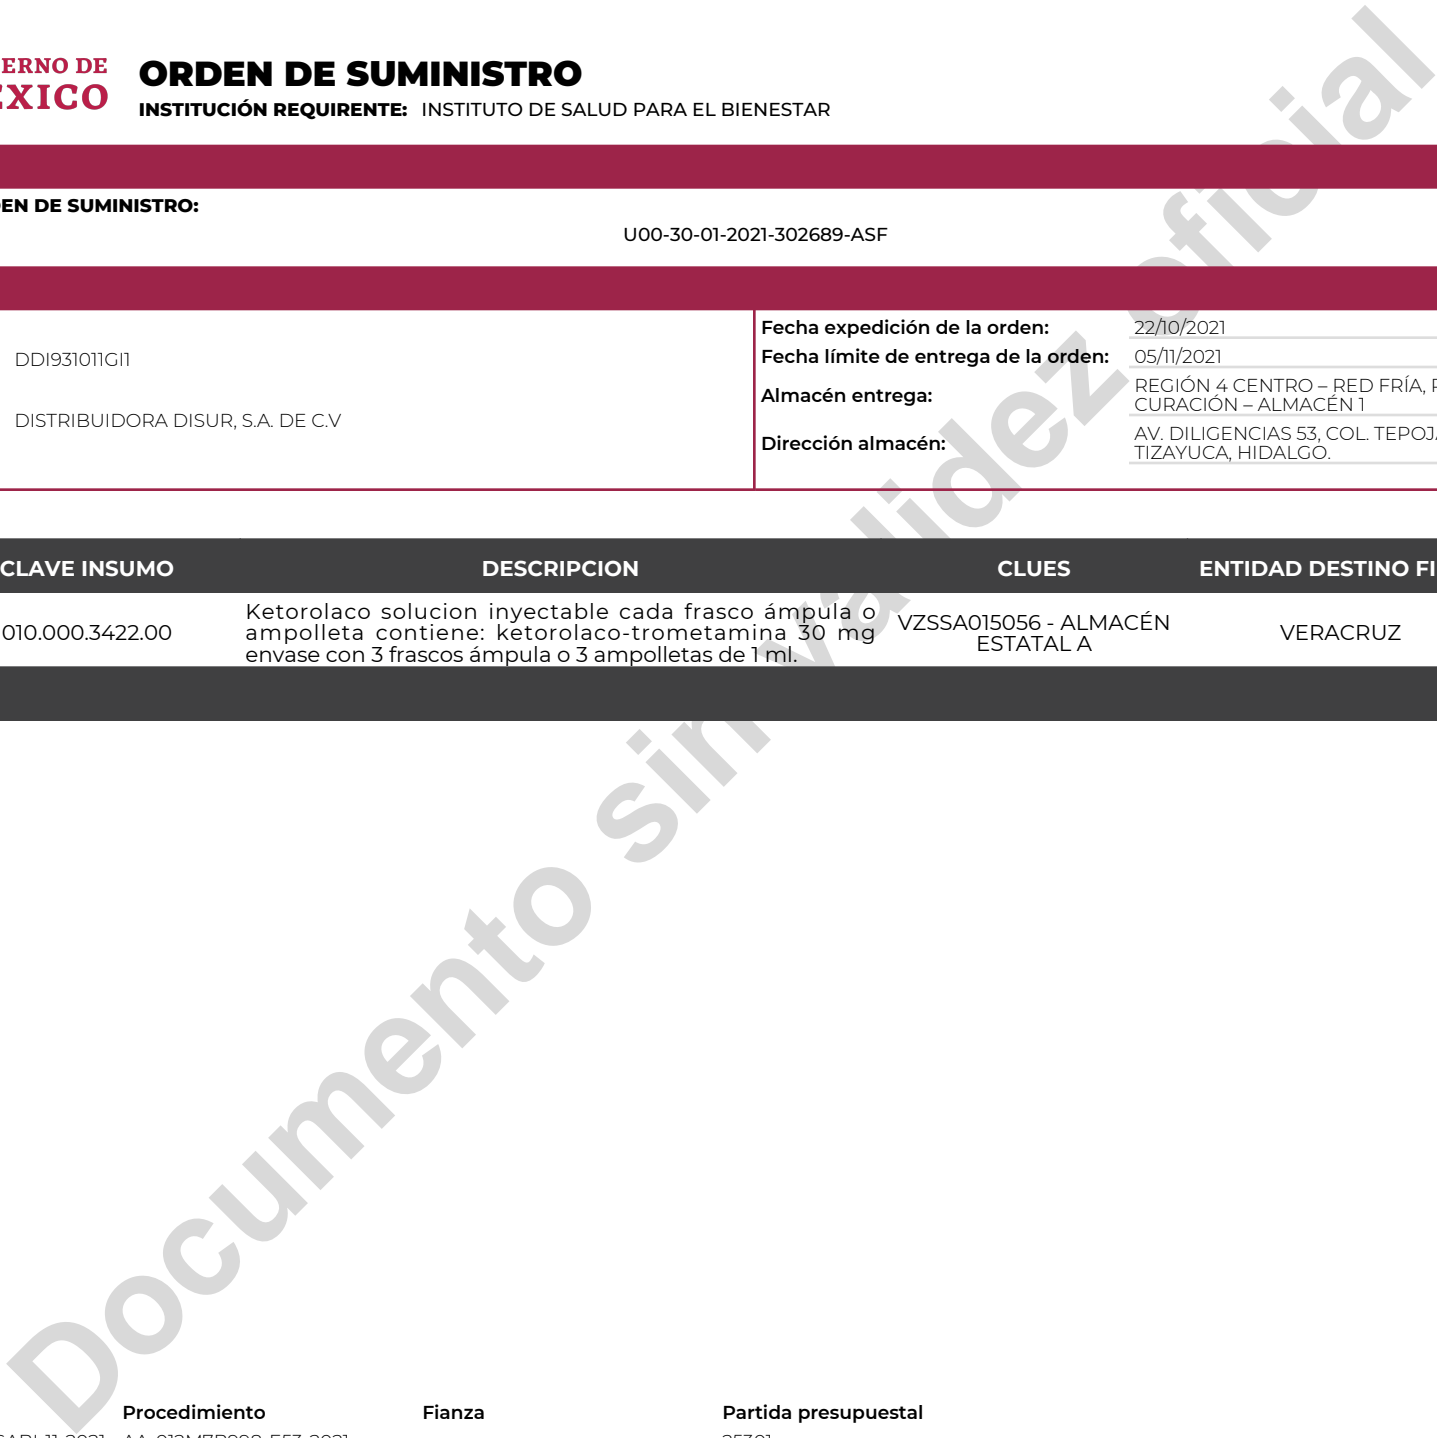 ERNO DE
EXICO
ORDEN DE SUMINISTRO
INSTITUCIÓN REQUIRENTE: INSTITUTO DE SALUD PARA EL BIENESTAR
EN DE SUMINISTRO:
U00-30-01-2021-302689-ASF
DDI931011GI1
DISTRIBUIDORA DISUR, S.A. DE C.V
Fecha expedición de la orden: 22/10/2021
Fecha límite de entrega de la orden: 05/11/2021
Almacén entrega: REGIÓN 4 CENTRO – RED FRÍA,
CURACIÓN – ALMACÉN 1
Dirección almacén: AV. DILIGENCIAS 53, COL. TEPOJ
TIZAYUCA, HIDALGO.
CLAVE INSUMO DESCRIPCION CLUES ENTIDAD DESTINO FI
010.000.3422.00
Ketorolaco solucion inyectable cada frasco ámpula o
ampolleta contiene: ketorolaco-trometamina 30 mg
envase con 3 frascos ámpula o 3 ampolletas de 1 ml.
VZSSA015056 - ALMACÉN
ESTATAL A
VERACRUZ
Documento sin validez oficial
Procedimiento Fianza Partida presupuestal